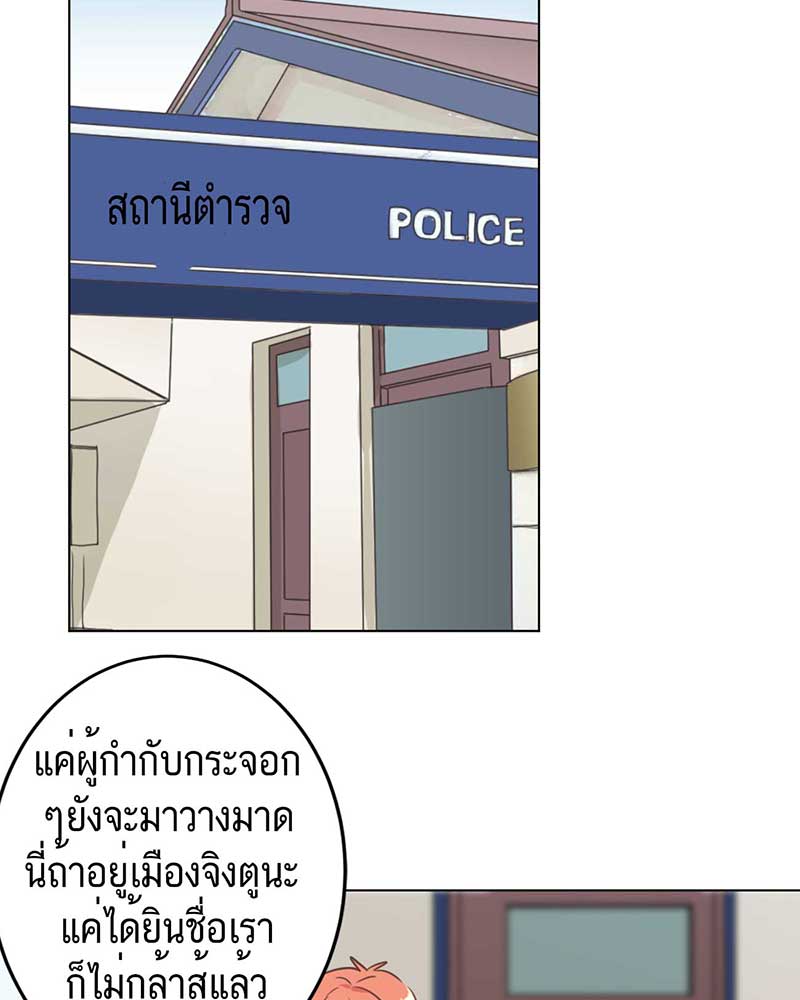 สถานีตำรวจ POLICE
แค่ผู้กำกับกระจอก
ๆยังจะมาวางมาด
นี่ถ้าอยู่เมืองจิงตูนะ
แค่ได้ยินชื่อเรา
ก็ไม่กล้าสู้แล้ว